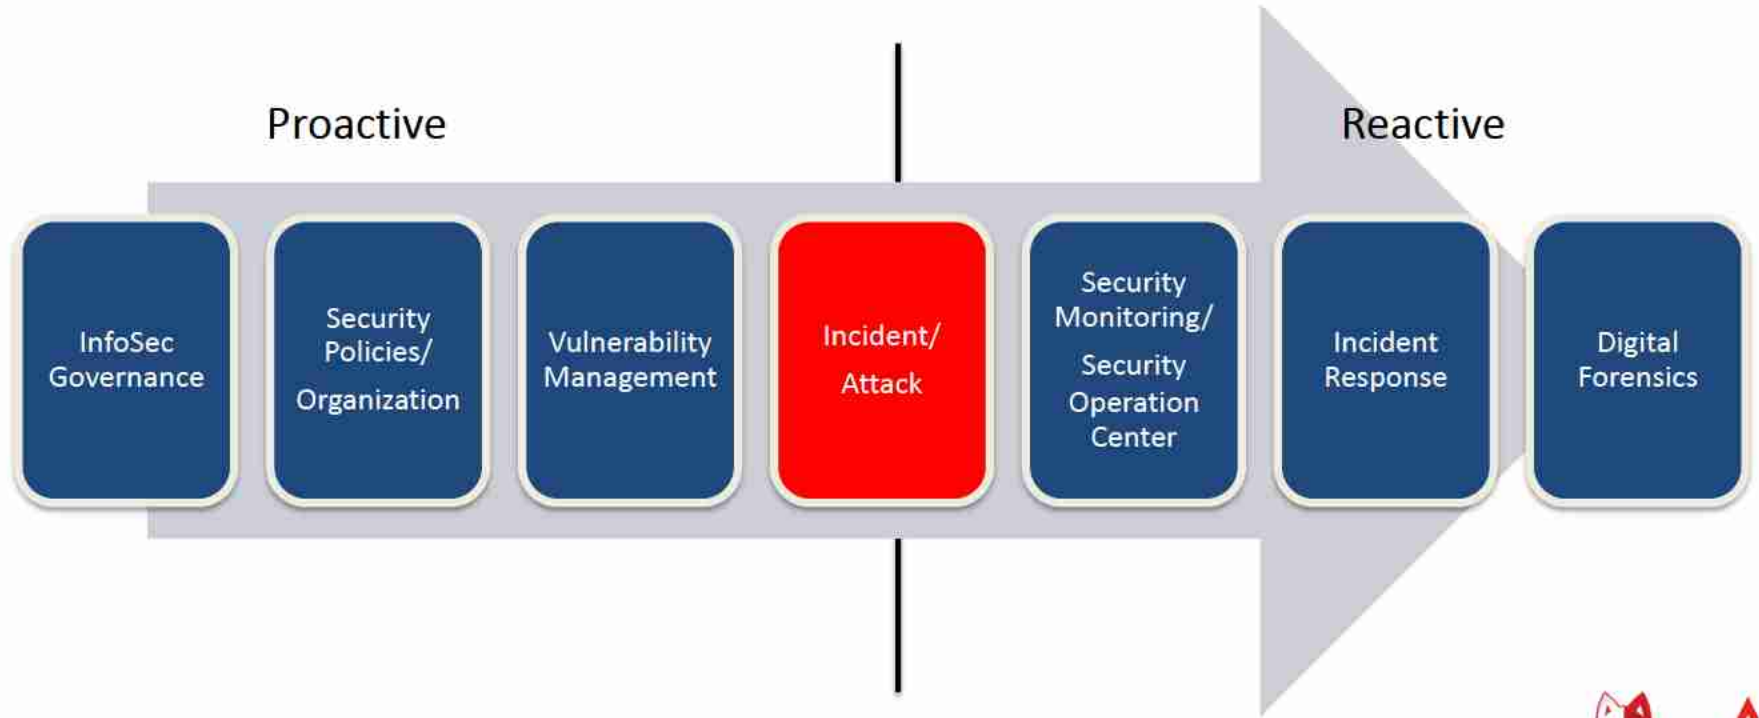 Proactive
Reactive
InfoSec
Governance
Security
Policies/
Organization
Vulnerability
Management
Incident/
Attack
Security
Monitoring/
Security
Operation
Center
Incident
Response
Digital
Forensics